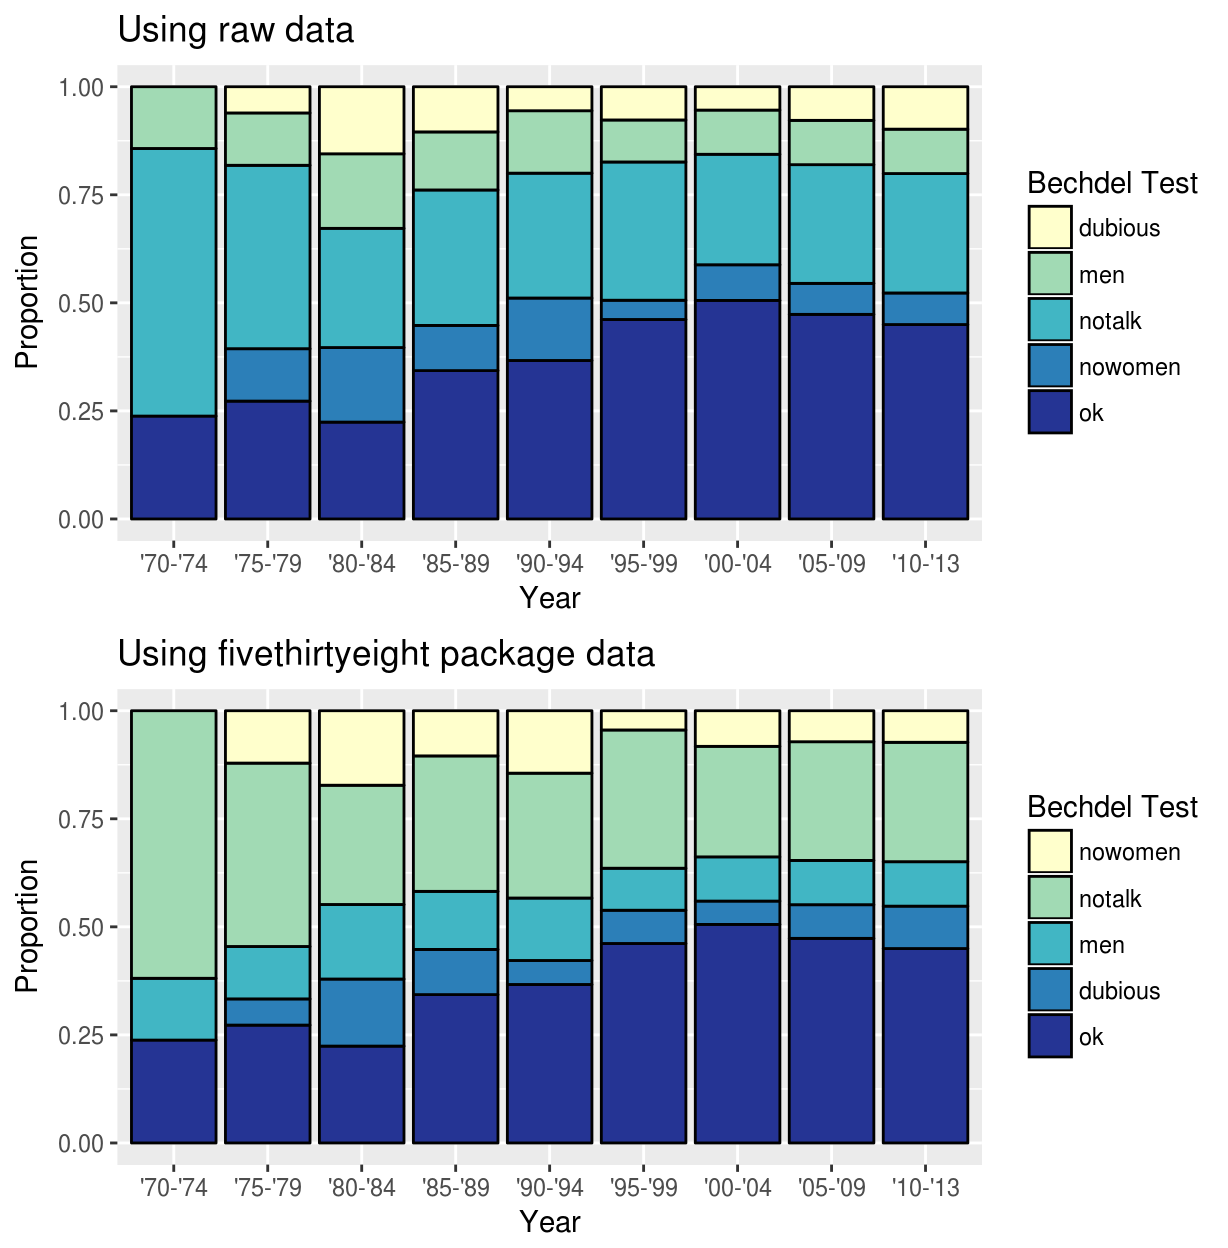 Using raw data
1.00
0.75
0.50
0.25
0.00
Proportion
'70-'74 '75-'79 '80-'84 '85-'89 '90-'94 '95-'99 '00-'04 '05-'09 '10-'13
Year
Bechdel Test
dubious
men
notalk
nowomen
ok
Using fivethirtyeight package data
1.00
0.75
0.50
0.25
0.00
Proportion
'70-'74 '75-'79 '80-'84 '85-'89 '90-'94 '95-'99 '00-'04 '05-'09 '10-'13
Year
Bechdel Test
nowomen
notalk
men
dubious
ok